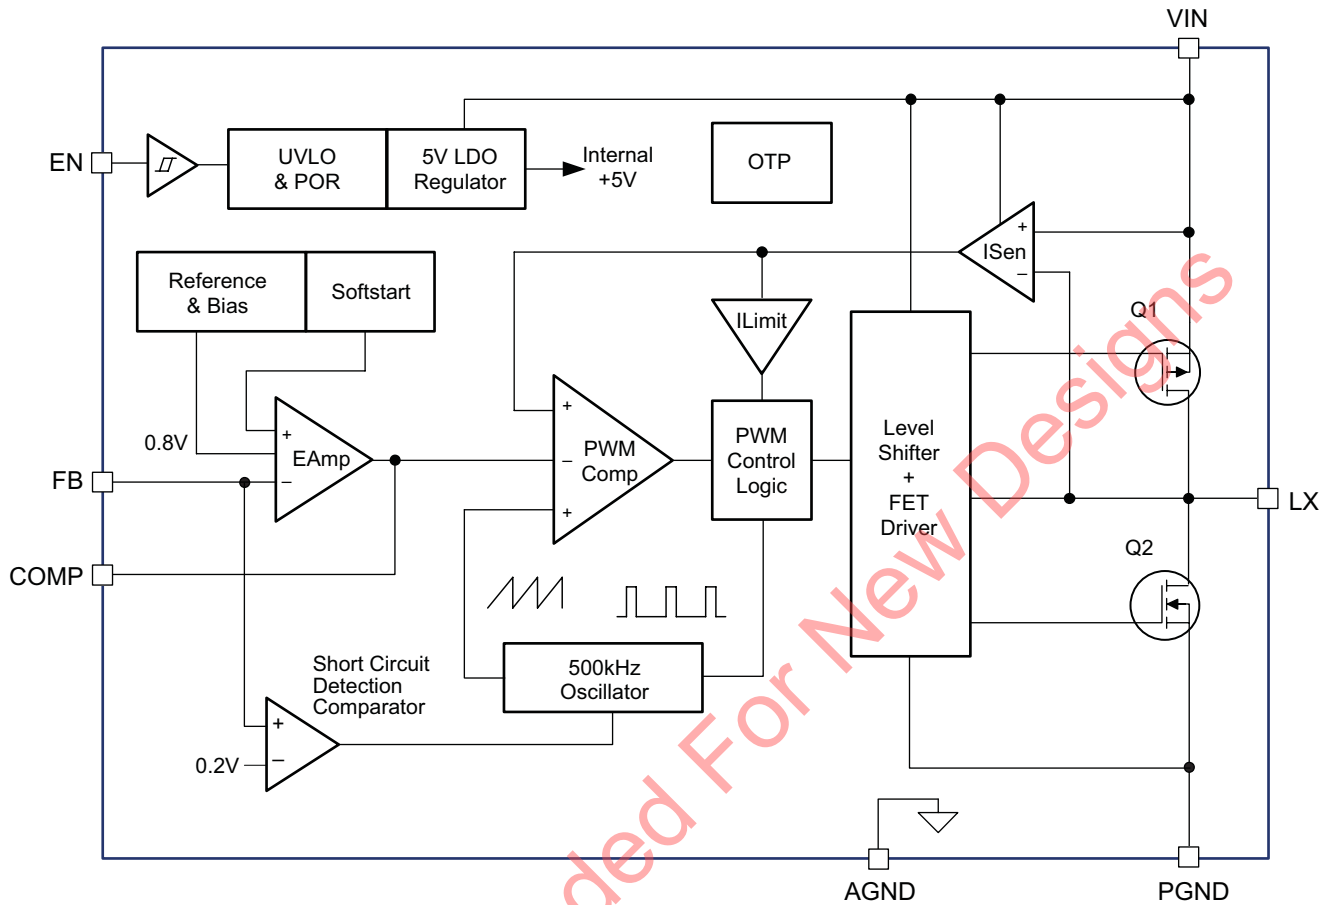 VIN
EN
UVLO
& POR
5V LDO
Regulator
Internal
+5V
OTP
+
ISen
−
Reference
& Bias
Softstart
ILimit
Q1
0.8V
+
EAmp
−
FB
COMP
+
−
PWM
Comp
+
PWM
Control
Logic
Level
Shifter
+
FET
Driver
LX
Q2
500kHz
Oscillator
Short Circuit
Detection
Comparator
+
−
0.2V
AGND
PGND
ded For New Designs